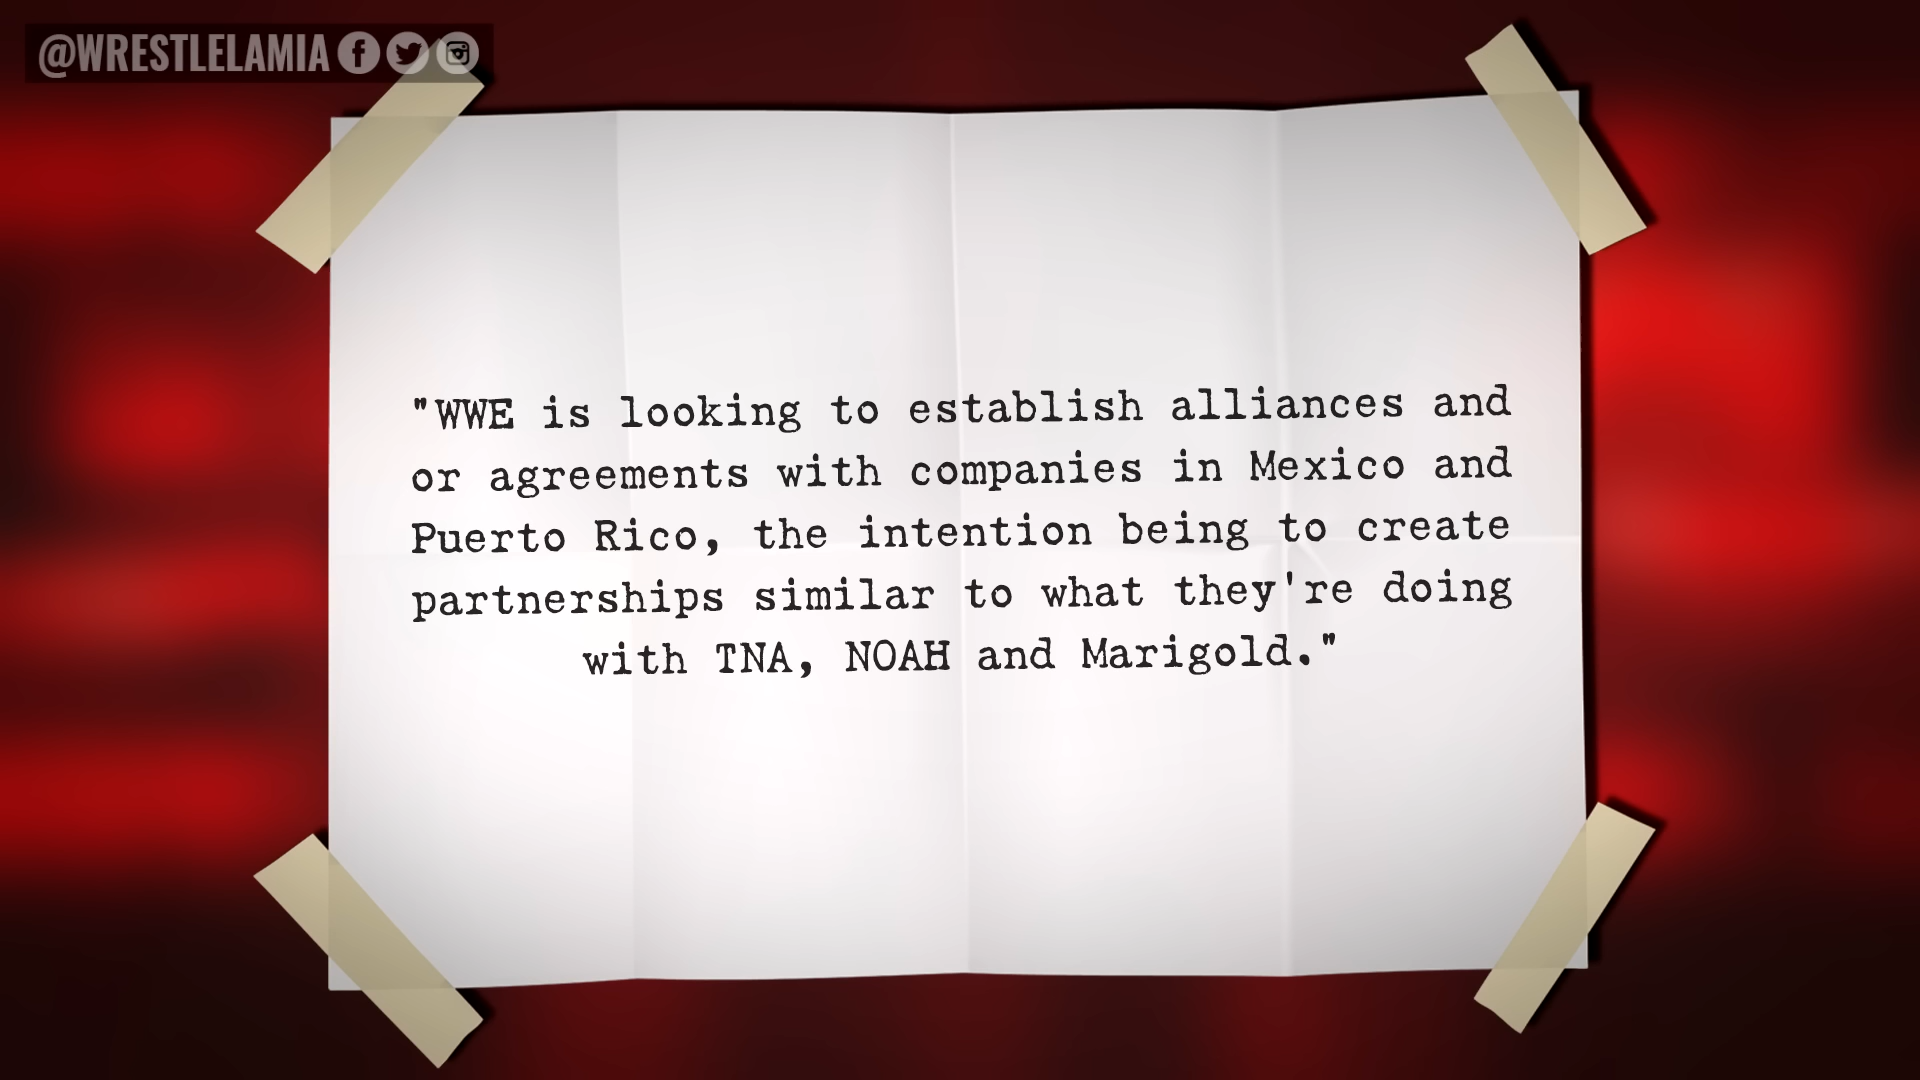 @WRESTLELAMIA
"WWE is looking to establish alliances and
or agreements with companies in Mexico and
Puerto Rico, the intention being to create
partnerships similar to what they're doing
with TNA, NOAH and Marigold."